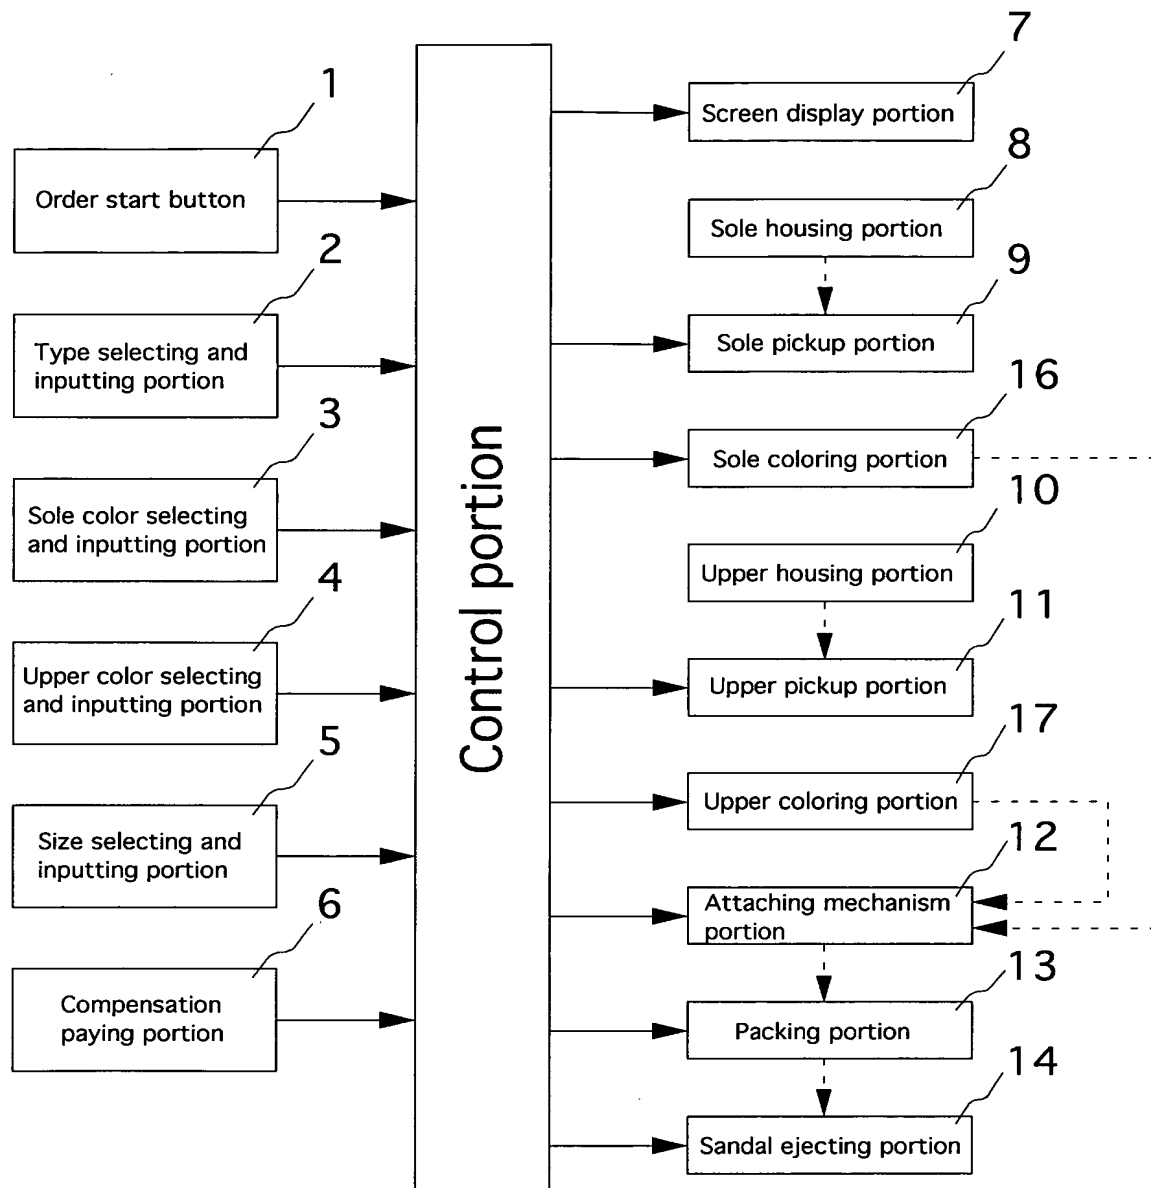 1
Order start button
2
Type selecting and
inputting portion
3
Sole color selecting
and inputting portion
4
Upper color selecting
and inputting portion
5
Size selecting and
inputting portion
6
Compensation
paying portion
Control portion
7
Screen display portion
8
Sole housing portion
9
Sole pickup portion
16
Sole coloring portion
10
Upper housing portion
11
Upper pickup portion
17
Upper coloring portion
12
Attaching mechanism
portion
13
Packing portion
14
Sandal ejecting portion